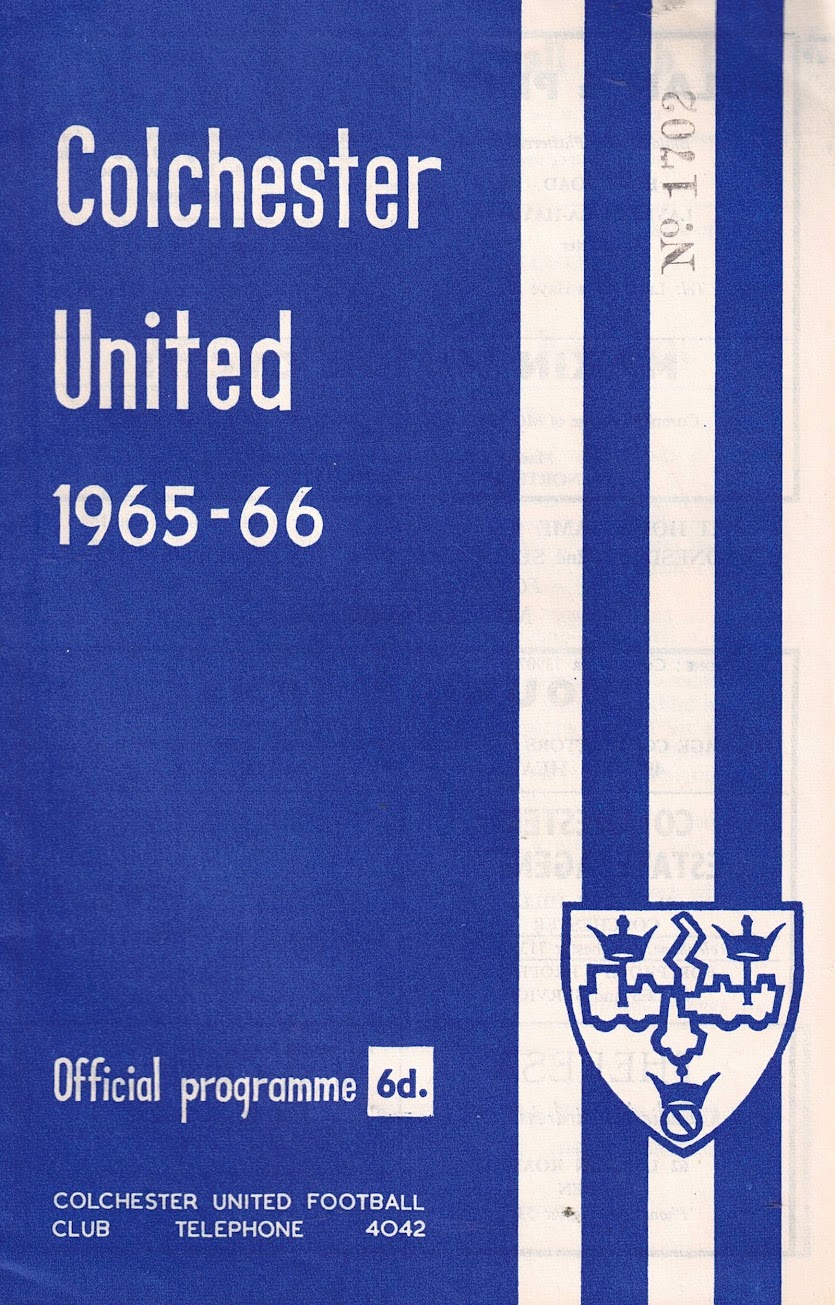 Colchester
United
1965-66
Nº. 1702
Official programme 6d.
COLCHESTER UNITED FOOTBALL
CLUB TELEPHONE 4042